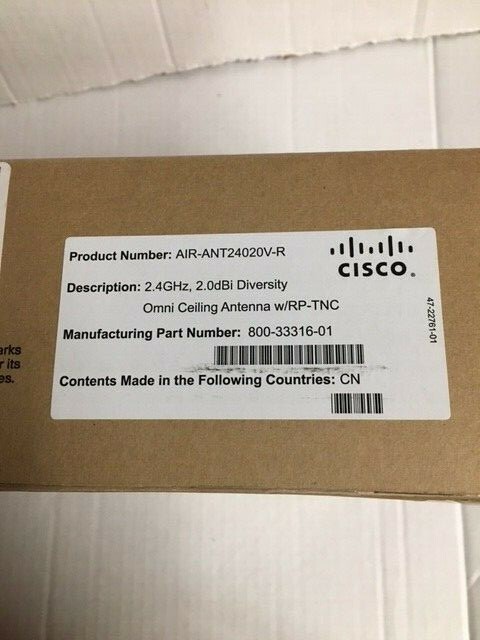 Product Number: AIR-ANT24020V-R
CISCO.
Description: 2.4GHz, 2.0dBi Diversity
Omni Ceiling Antenna w/RP-TNC
Manufacturing Part Number: 800-33316-01
Contents Made in the Following Countries: CN
47-22761-01
its